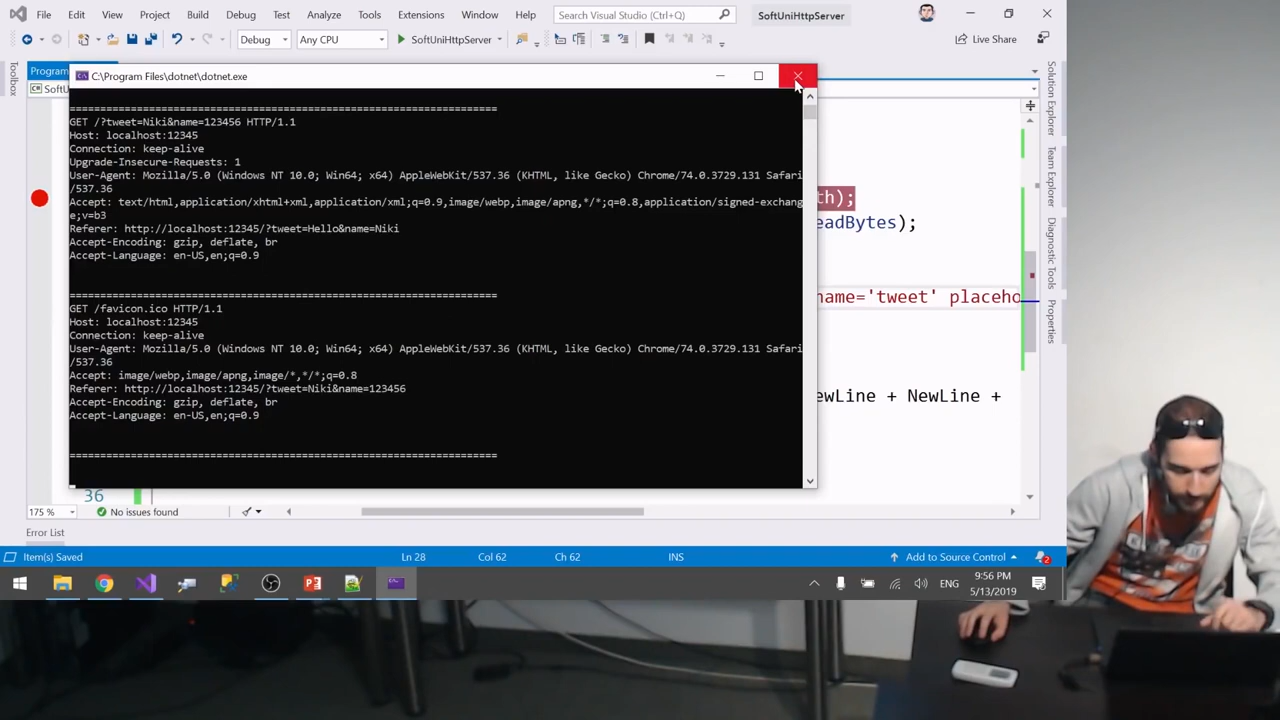 File Edit View Project Build Debug Test Analyze Tools Extensions Window Help Search Visual Studio (Ctrl+Q) SoftUniHttpServer
Debug Any CPU SoftUniHttpServer Live Share
Program
C:\Program Files\dotnet\dotnet.exe
SoftU
Toolbox
================================================================
GET /?tweet=Niki&name=123456 HTTP/1.1
Host: localhost:12345
Connection: keep-alive
Upgrade-Insecure-Requests: 1
User-Agent: Mozilla/5.0 (Windows NT 10.0; Win64; x64) AppleWebKit/537.36 (KHTML, like Gecko) Chrome/74.0.3729.131 Safari
/537.36
Accept: text/html,application/xhtml+xml,application/xml;q=0.9,image/webp,image/apng,*/*;q=0.8,application/signed-exchang
e;v=b3
Referer: http://localhost:12345/?tweet=Hello&name=Niki
Accept-Encoding: gzip, deflate, br
Accept-Language: en-US,en;q=0.9
================================================================
GET /favicon.ico HTTP/1.1
Host: localhost:12345
Connection: keep-alive
User-Agent: Mozilla/5.0 (Windows NT 10.0; Win64; x64) AppleWebKit/537.36 (KHTML, like Gecko) Chrome/74.0.3729.131 Safari
/537.36
Accept: image/webp,image/apng,image/*,*/*;q=0.8
Referer: http://localhost:12345/?tweet=Niki&name=123456
Accept-Encoding: gzip, deflate, br
Accept-Language: en-US,en;q=0.9
================================================================
th);
eadBytes);
name='tweet' placeho
ewLine + NewLine +
36
Solution Explorer
Team Explorer
Diagnostic Tools
Properties
175 % No issues found
Error List
Item(s) Saved Ln 28 Col 62 Ch 62 INS Add to Source Control 2
ENG 9:56 PM
5/13/2019